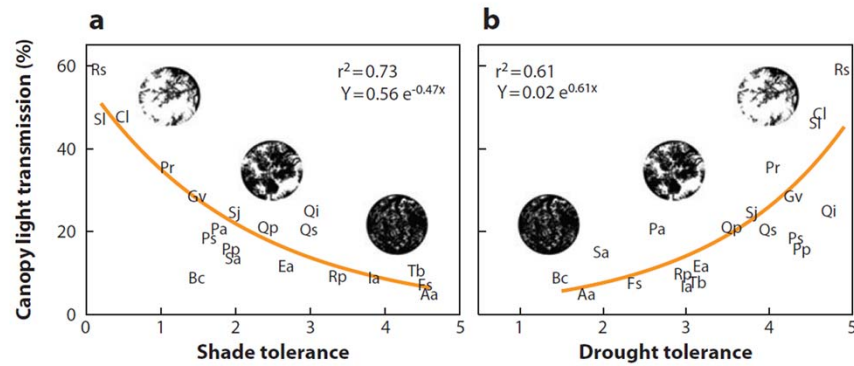 a
b
Canopy light transmission (%)
60
40
20
0
r² = 0.73
Y = 0.56 e⁻⁰·⁴⁷ˣ
Rs
Sl
Cl
Pr
Gv
Sj
Pa
Ps
Pp
Sa
Bc
Qp
Qi
Qs
Ea
Rp
Ia
Tb
Fs
Aa
0
1
2
3
4
5
Shade tolerance
r² = 0.61
Y = 0.02 e⁰·⁶¹ˣ
Rs
Cl
Sl
Pr
Gv
Qi
Sj
Qp
Qs
Pa
Ps
Pp
Sa
Ea
Rp
Tb
Ia
Bc
Fs
Aa
1
2
3
4
5
Drought tolerance